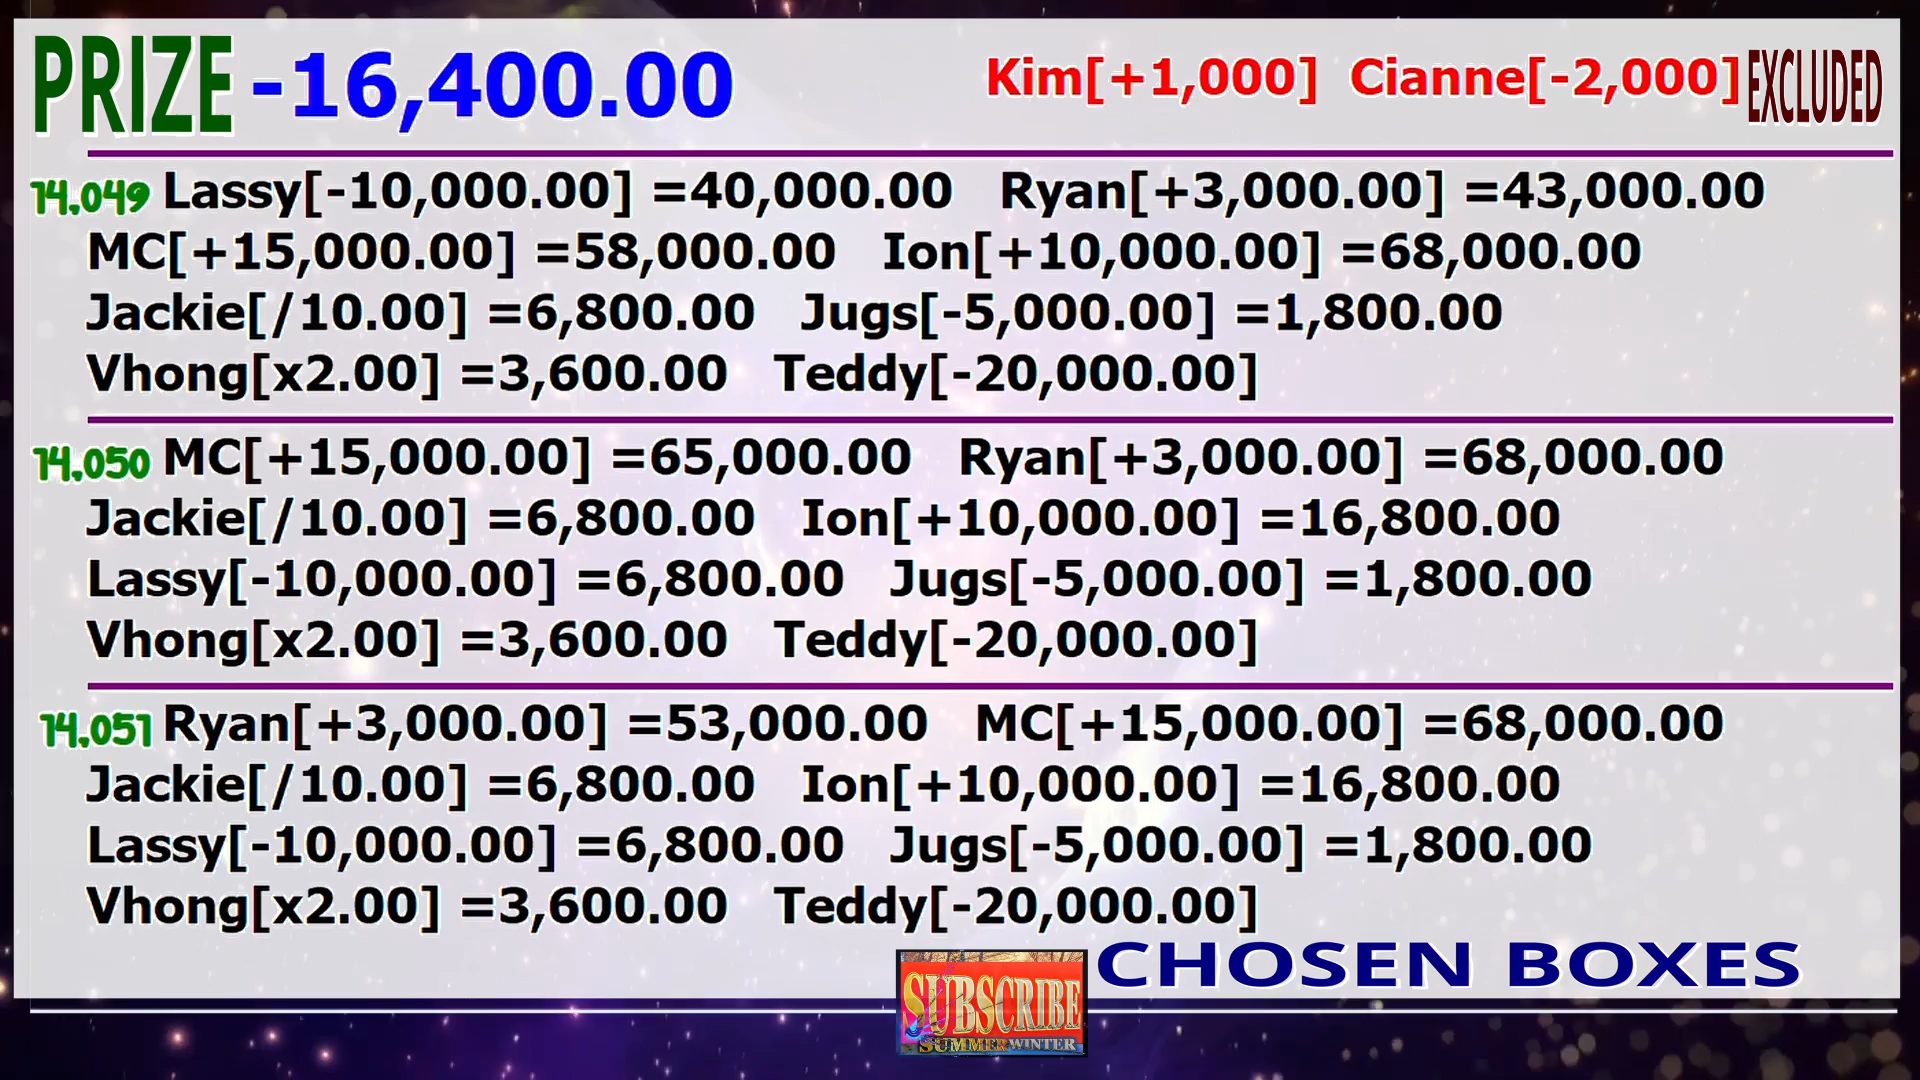 PRIZE -16,400.00 Kim[+1,000] Cianne[-2,000] EXCLUDED
14,049 Lassy[-10,000.00] =40,000.00 Ryan[+3,000.00] =43,000.00
MC[+15,000.00] =58,000.00 Ion[+10,000.00] =68,000.00
Jackie[/10.00] =6,800.00 Jugs[-5,000.00] =1,800.00
Vhong[x2.00] =3,600.00 Teddy[-20,000.00]
14,050 MC[+15,000.00] =65,000.00 Ryan[+3,000.00] =68,000.00
Jackie[/10.00] =6,800.00 Ion[+10,000.00] =16,800.00
Lassy[-10,000.00] =6,800.00 Jugs[-5,000.00] =1,800.00
Vhong[x2.00] =3,600.00 Teddy[-20,000.00]
14,051 Ryan[+3,000.00] =53,000.00 MC[+15,000.00] =68,000.00
Jackie[/10.00] =6,800.00 Ion[+10,000.00] =16,800.00
Lassy[-10,000.00] =6,800.00 Jugs[-5,000.00] =1,800.00
Vhong[x2.00] =3,600.00 Teddy[-20,000.00]
CHOSEN BOXES
SUBSCRIBE
SUMMERWINTER